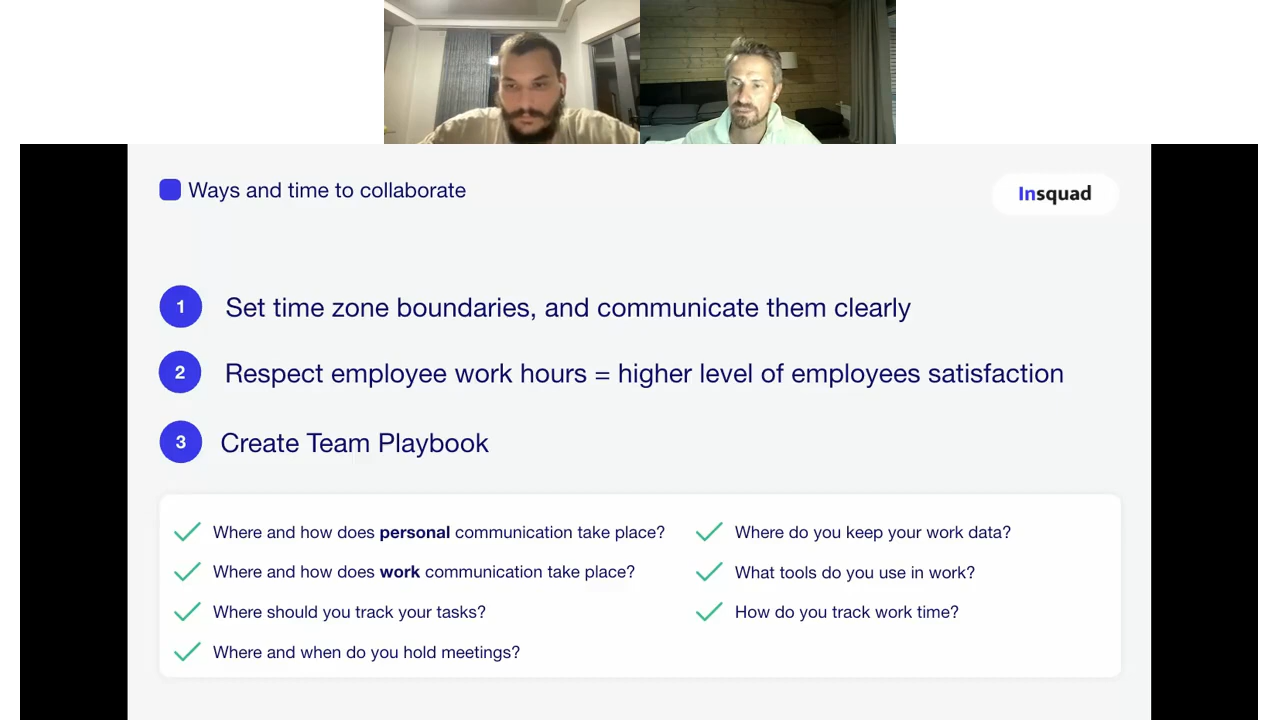 Ways and time to collaborate
Insquad
1 Set time zone boundaries, and communicate them clearly
2 Respect employee work hours = higher level of employees satisfaction
3 Create Team Playbook
Where and how does personal communication take place?
Where and how does work communication take place?
Where should you track your tasks?
Where and when do you hold meetings?
Where do you keep your work data?
What tools do you use in work?
How do you track work time?